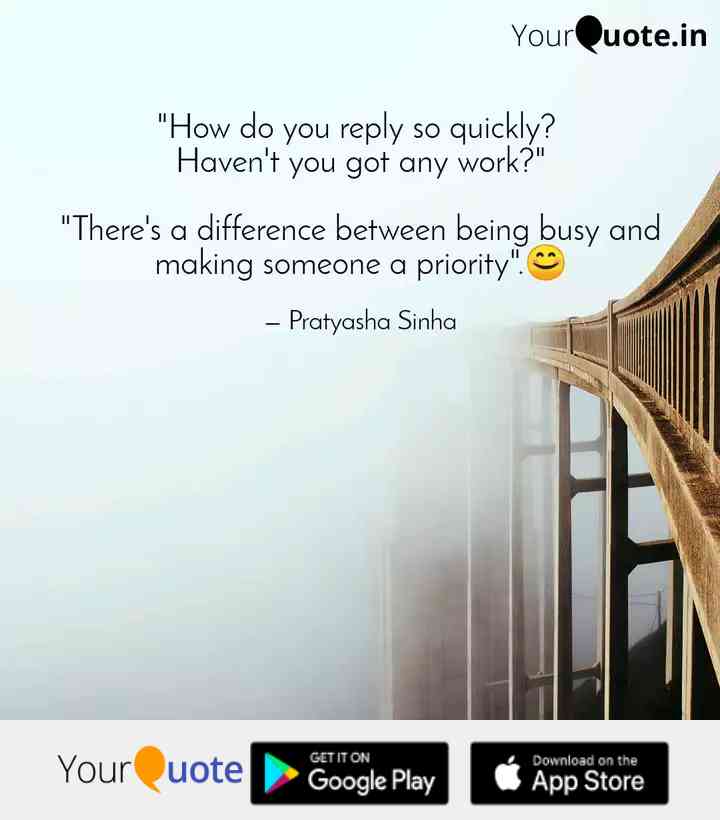 YourQuote.in
"How do you reply so quickly?
Haven't you got any work?"
"There's a difference between being busy and
making someone a priority".😊
– Pratyasha Sinha
YourQuote
GET IT ON
Google Play
Download on the
App Store